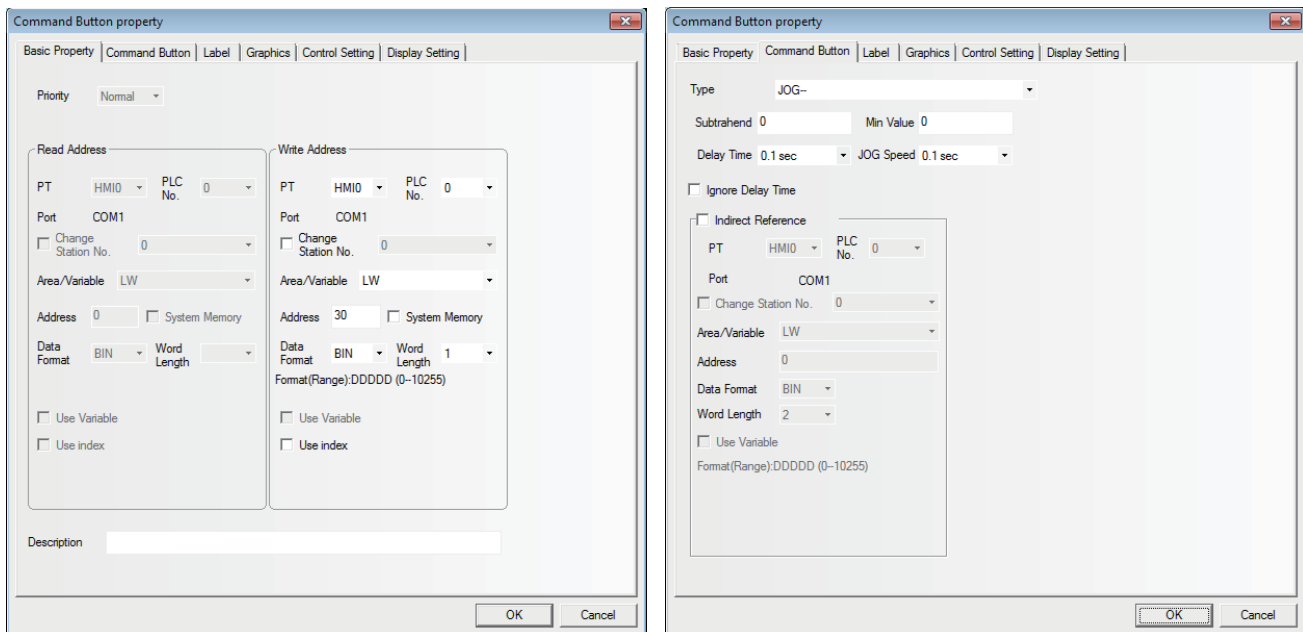 Command Button property
Basic Property Command Button Label Graphics Control Setting Display Setting
Priority Normal
Read Address
PT HMI0 PLC No. 0
Port COM1
Change Station No. 0
Area/Variable LW
Address 0 System Memory
Data Format BIN Word Length
Use Variable
Use index
Write Address
PT HMI0 PLC No. 0
Port COM1
Change Station No. 0
Area/Variable LW
Address 30 System Memory
Data Format BIN Word Length 1
Format(Range):DDDDD (0--10255)
Use Variable
Use index
Description
OK Cancel
Command Button property
Basic Property Command Button Label Graphics Control Setting Display Setting
Type JOG--
Subtrahend 0 Min Value 0
Delay Time 0.1 sec JOG Speed 0.1 sec
Ignore Delay Time
Indirect Reference
PT HMI0 PLC No. 0
Port COM1
Change Station No. 0
Area/Variable LW
Address 0
Data Format BIN
Word Length 2
Use Variable
Format(Range):DDDDD (0--10255)
OK Cancel